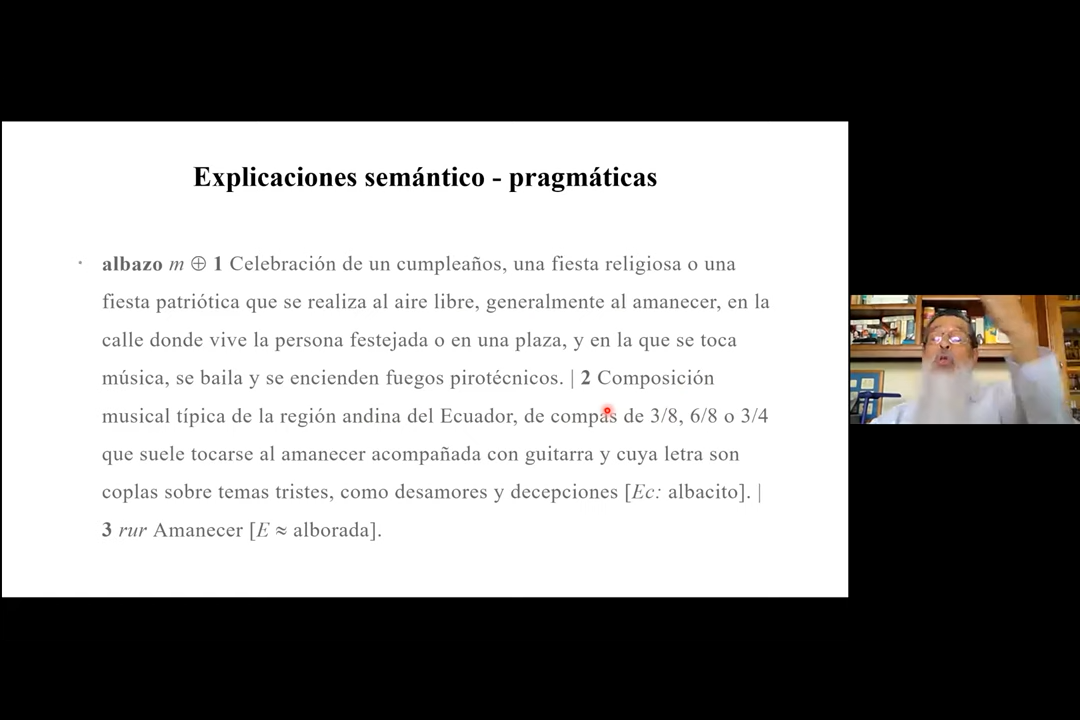 Explicaciones semántico - pragmáticas
· albazo m ⊕ 1 Celebración de un cumpleaños, una fiesta religiosa o una
fiesta patriótica que se realiza al aire libre, generalmente al amanecer, en la
calle donde vive la persona festejada o en una plaza, y en la que se toca
música, se baila y se encienden fuegos pirotécnicos. | 2 Composición
musical típica de la región andina del Ecuador, de compás de 3/8, 6/8 o 3/4
que suele tocarse al amanecer acompañada con guitarra y cuya letra son
coplas sobre temas tristes, como desamores y decepciones [Ec: albacito]. |
3 rur Amanecer [E ≈ alborada].